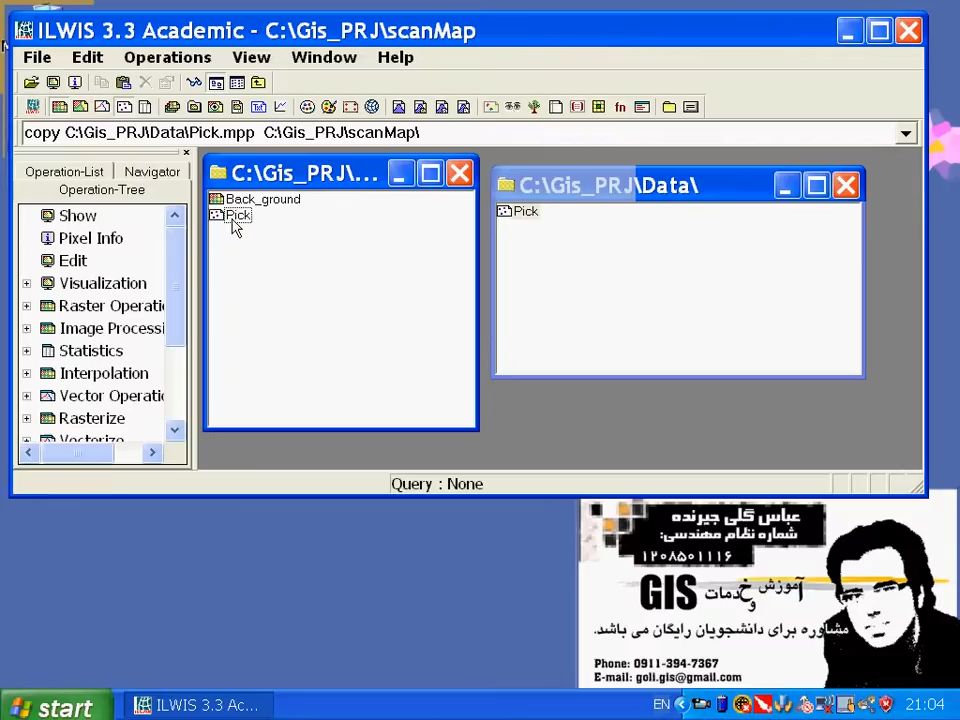 ILWIS 3.3 Academic - C:\Gis_PRJ\scanMap
File Edit Operations View Window Help
copy C:\Gis_PRJ\Data\Pick.mpp C:\Gis_PRJ\scanMap\
Operation-List Navigator
Operation-Tree
Show
Pixel Info
Edit
Visualization
Raster Operati
Image Processi
Statistics
Interpolation
Vector Operati
Rasterize
Vectorize
C:\Gis_PRJ\...
Back_ground
Pick
C:\Gis_PRJ\Data\
Pick
Query : None
عباس گلی جیرنده
شماره نظام مهندسی:
۱۲۰۸۵۰۱۱۱۶
GIS آموزش و خدمات
مشاوره برای دانشجویان رایگان می باشد.
Phone: 0911-394-7367
E-mail: goli.gis@gmail.com
start ILWIS 3.3 Ac... EN 21:04